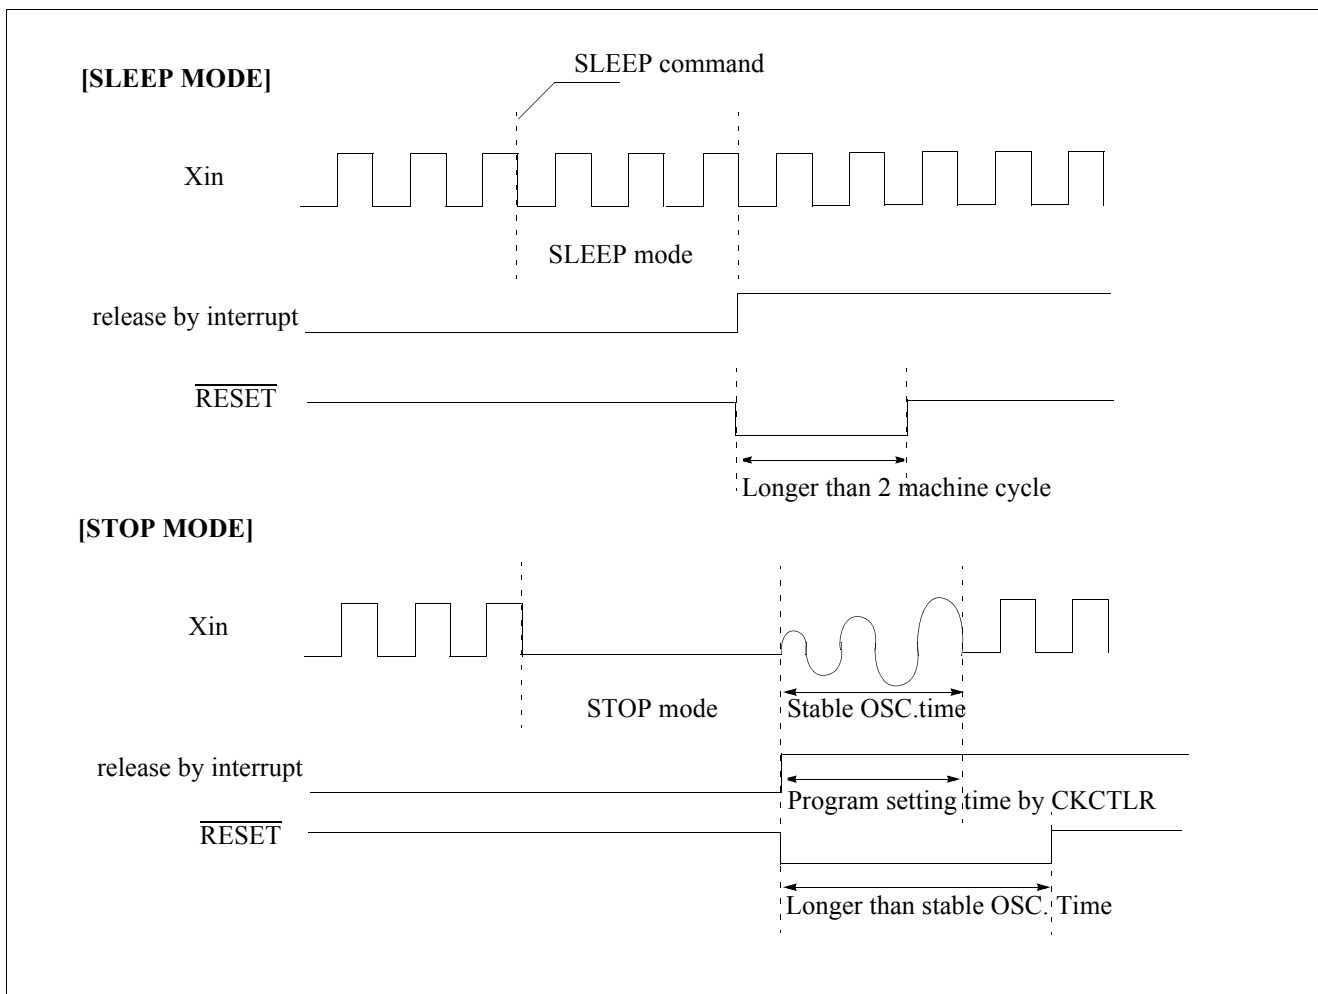 SLEEP command
[SLEEP MODE]
Xin
SLEEP mode
release by interrupt
RESET
Longer than 2 machine cycle
[STOP MODE]
Xin
STOP mode
Stable OSC.time
release by interrupt
Program setting time by CKCTLR
RESET
Longer than stable OSC. Time